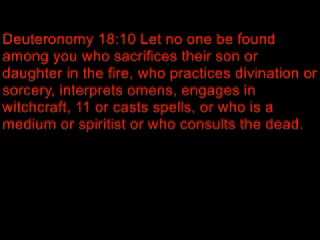 Deuteronomy 18:10 Let no one be found
among you who sacrifices their son or
daughter in the fire, who practices divination or
sorcery, interprets omens, engages in
witchcraft, 11 or casts spells, or who is a
medium or spiritist or who consults the dead.